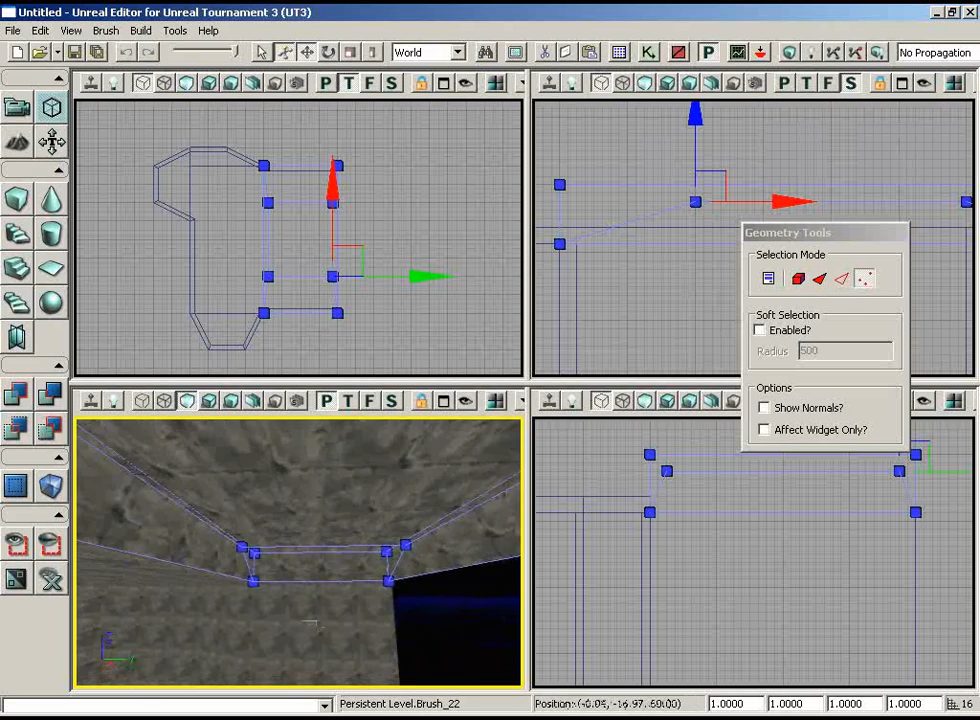 Untitled - Unreal Editor for Unreal Tournament 3 (UT3)
File Edit View Brush Build Tools Help
World
P
No Propagation
P T F S
P T F S
Geometry Tools
Selection Mode
Soft Selection
Enabled?
Radius 500
Options
Show Normals?
Affect Widget Only?
P T F S
P T F S
Persistent Level.Brush_22
1.0000 1.0000 1.0000 1.0000 16